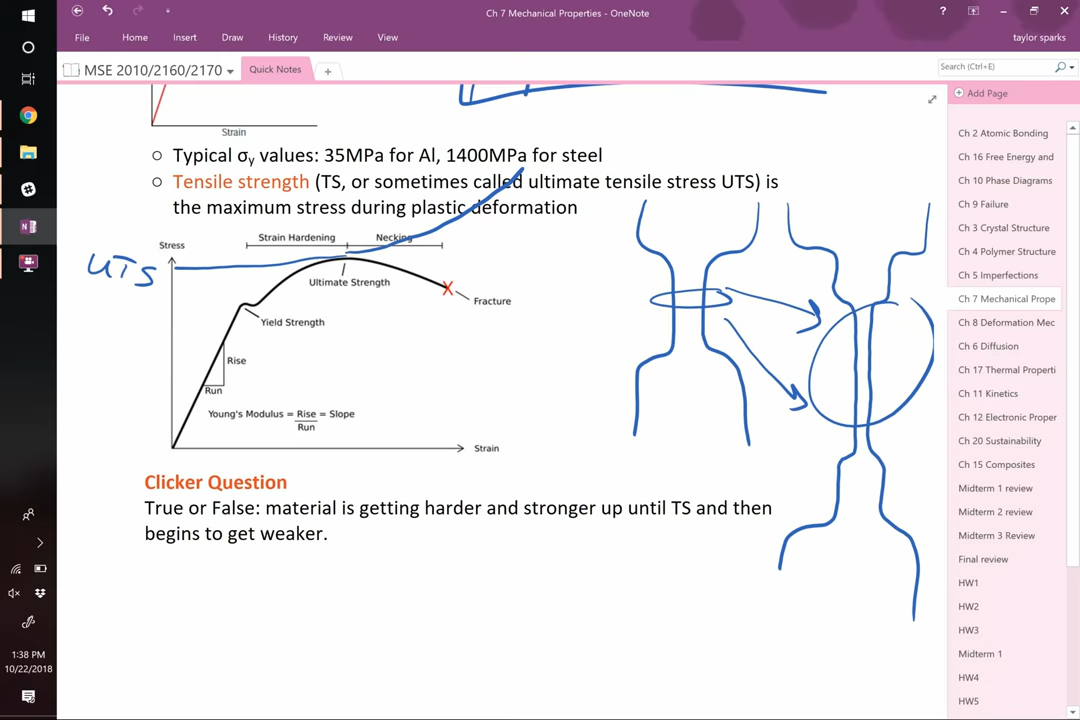 Ch 7 Mechanical Properties - OneNote
?
File Home Insert Draw History Review View
taylor sparks
MSE 2010/2160/2170
Quick Notes
Search (Ctrl+E)
Add Page
Strain
Typical σy values: 35MPa for Al, 1400MPa for steel
Tensile strength (TS, or sometimes called ultimate tensile stress UTS) is
the maximum stress during plastic deformation
Stress
Strain Hardening
Necking
UTS
Ultimate Strength
Fracture
Yield Strength
Rise
Run
Young's Modulus = Rise = Slope
Run
Strain
Clicker Question
True or False: material is getting harder and stronger up until TS and then
begins to get weaker.
Ch 2 Atomic Bonding
Ch 16 Free Energy and
Ch 10 Phase Diagrams
Ch 9 Failure
Ch 3 Crystal Structure
Ch 4 Polymer Structure
Ch 5 Imperfections
Ch 7 Mechanical Prope
Ch 8 Deformation Mec
Ch 6 Diffusion
Ch 17 Thermal Properti
Ch 11 Kinetics
Ch 12 Electronic Proper
Ch 20 Sustainability
Ch 15 Composites
Midterm 1 review
Midterm 2 review
Midterm 3 Review
Final review
HW1
HW2
HW3
Midterm 1
HW4
HW5
1:38 PM
10/22/2018